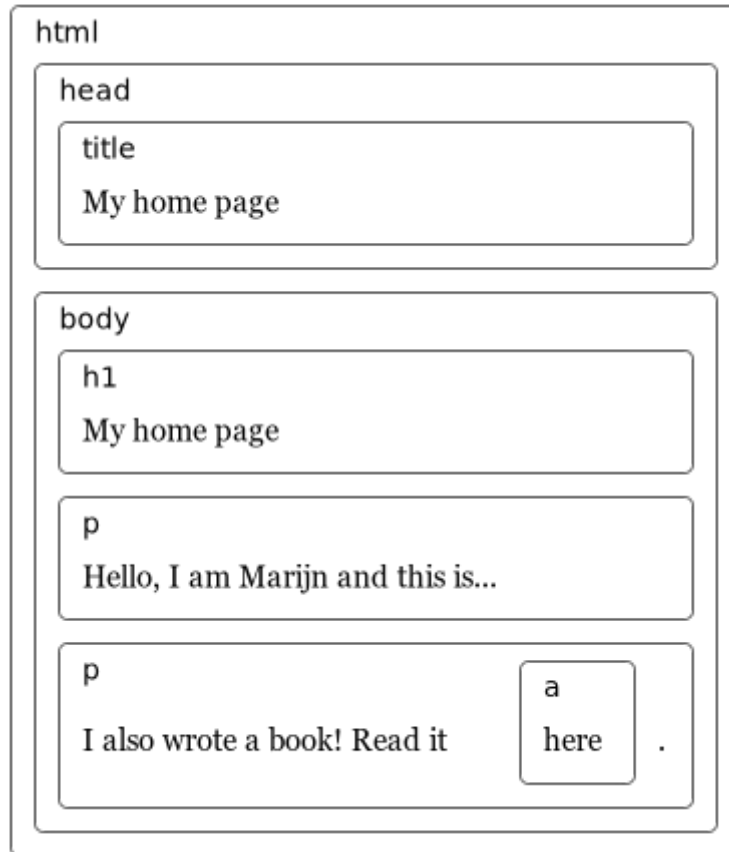 html
head
title
My home page
body
h1
My home page
p
Hello, I am Marijn and this is...
p
I also wrote a book! Read it
a
here
.